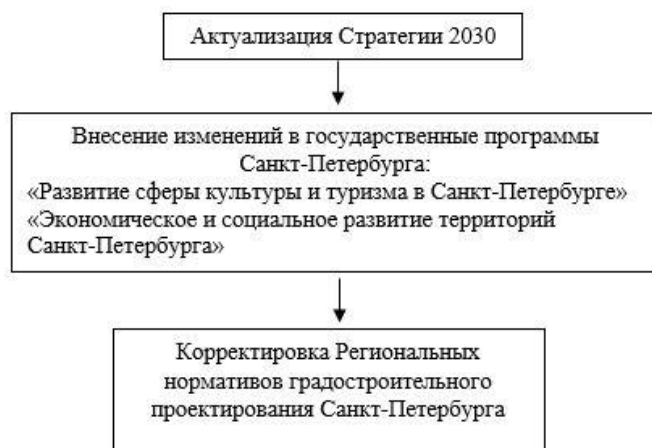 Актуализация Стратегии 2030
Внесение изменений в государственные программы
Санкт-Петербурга:
«Развитие сферы культуры и туризма в Санкт-Петербурге»
«Экономическое и социальное развитие территорий
Санкт-Петербурга»
Корректировка Региональных
нормативов градостроительного
проектирования Санкт-Петербурга